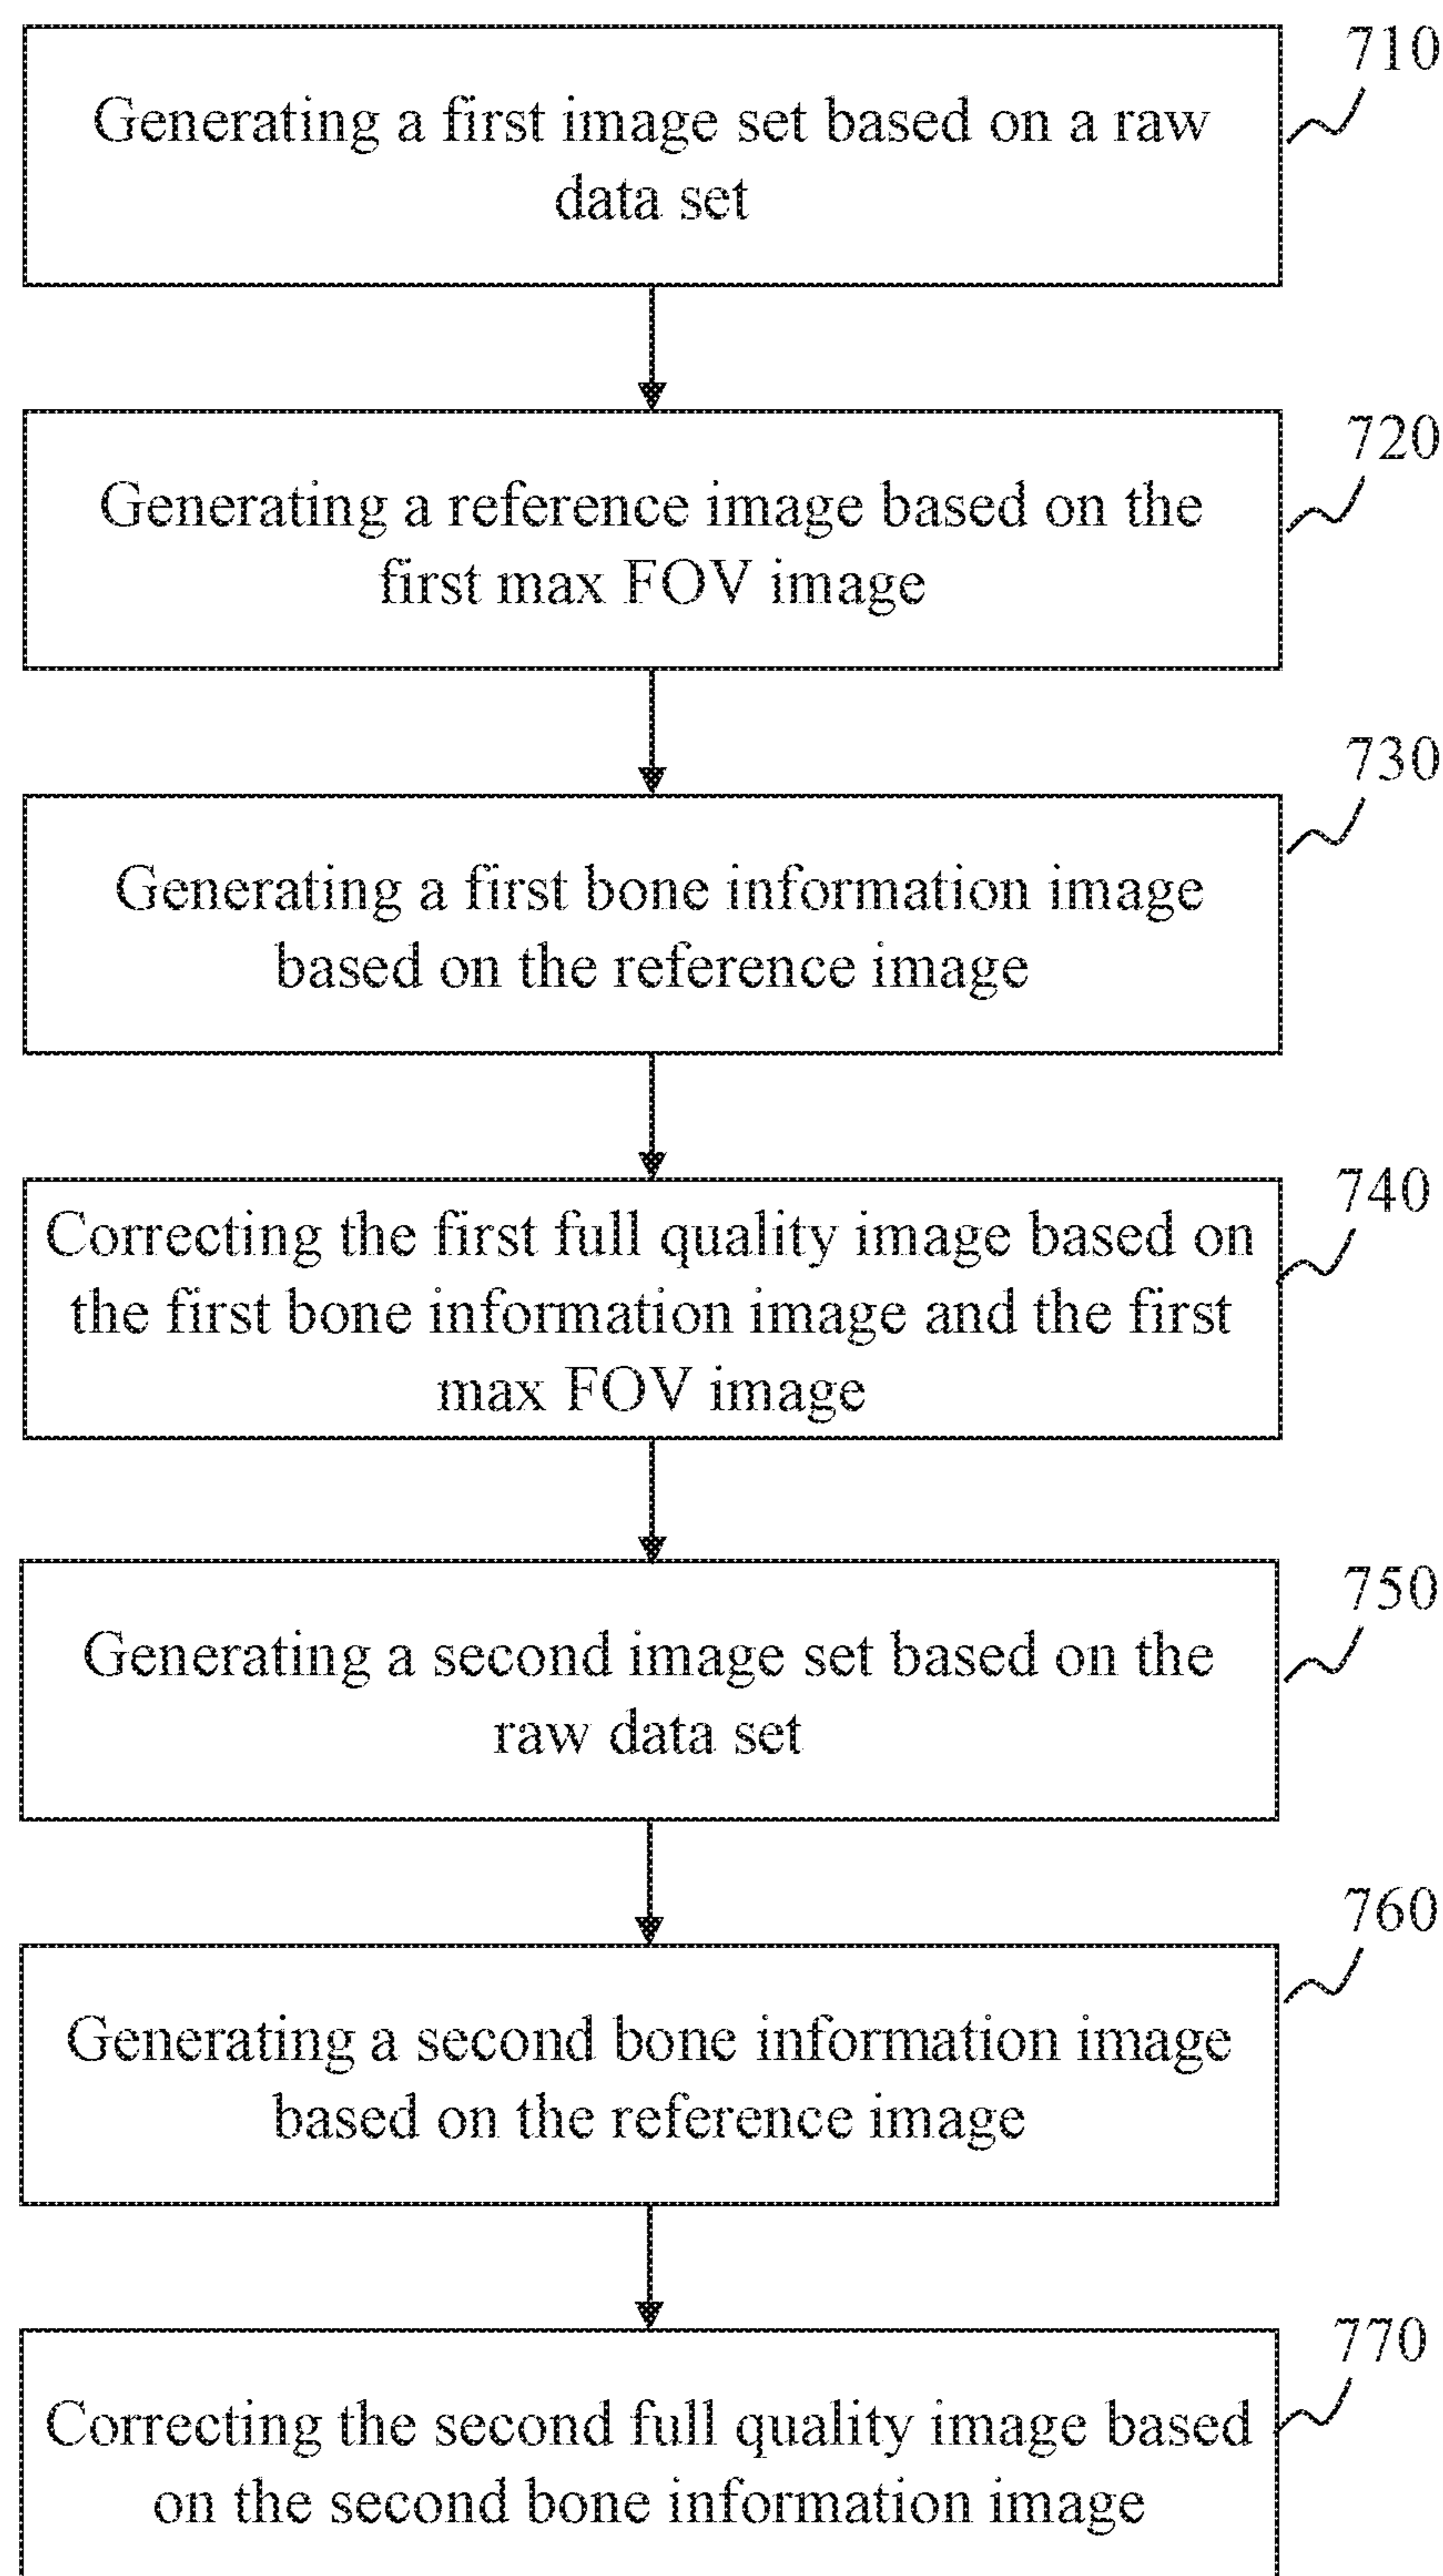 710
Generating a first image set based on a raw
data set
720
Generating a reference image based on the
first max FOV image
730
Generating a first bone information image
based on the reference image
740
Correcting the first full quality image based on
the first bone information image and the first
max FOV image
750
Generating a second image set based on the
raw data set
760
Generating a second bone information image
based on the reference image
770
Correcting the second full quality image based
on the second bone information image